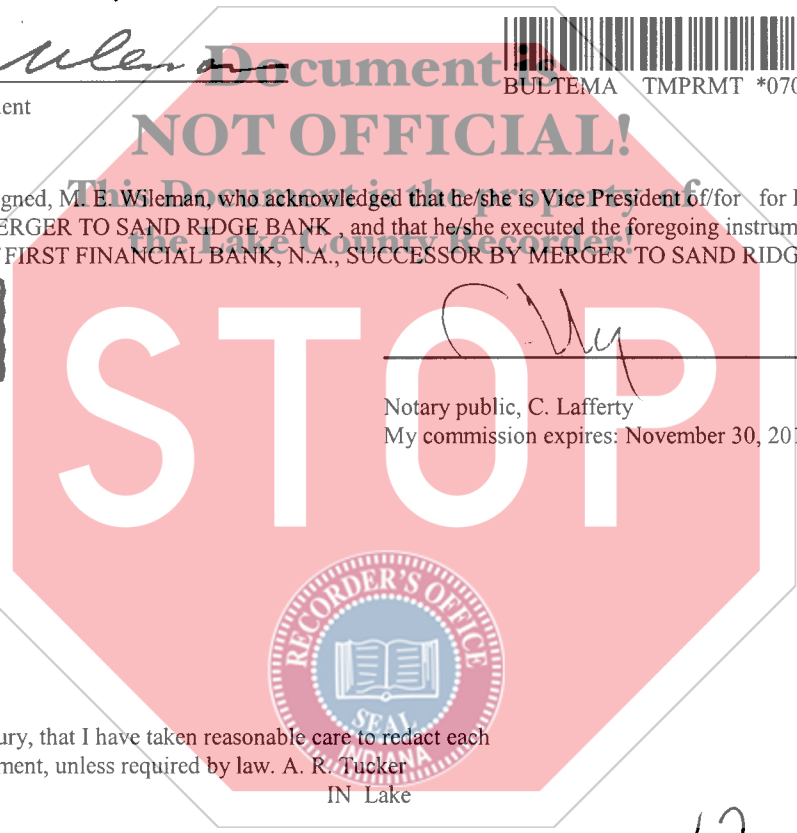 Wileman
BULTEMA TMPRMT *070
ent
Document is
NOT OFFICIAL!
This Document is the property of
the Lake County Recorder!
gned, M. E. Wileman, who acknowledged that he/she is Vice President of/for for
ERGER TO SAND RIDGE BANK , and that he/she executed the foregoing instrum
FIRST FINANCIAL BANK, N.A., SUCCESSOR BY MERGER TO SAND RIDG
STOP
Notary public, C. Lafferty
My commission expires: November 30, 201
RECORDER'S OFFICE
SEAL
INDIANA
ury, that I have taken reasonable care to redact each
ment, unless required by law. A. R. Tucker
IN Lake